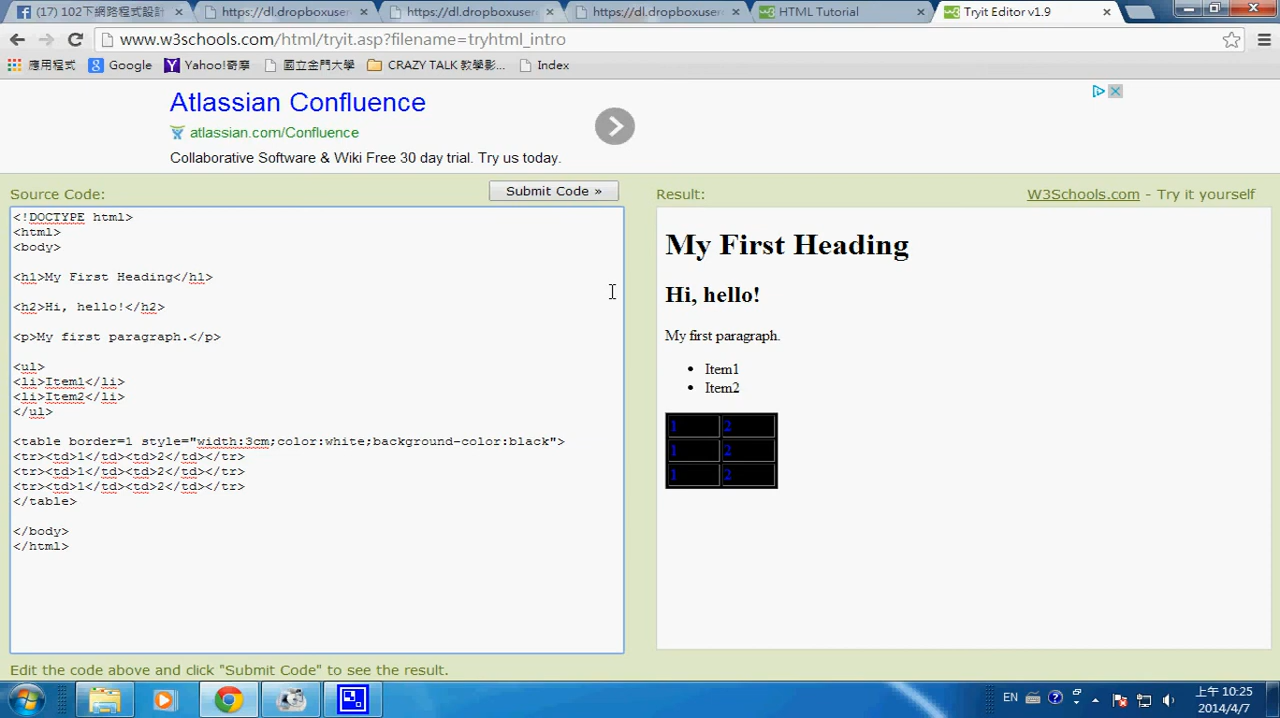 (17) 102下網路程式設計
https://dl.dropboxuser
https://dl.dropboxuser
https://dl.dropboxuser
HTML Tutorial
Tryit Editor v1.9
www.w3schools.com/html/tryit.asp?filename=tryhtml_intro
應用程式
Google
Yahoo!奇摩
國立金門大學
CRAZY TALK 教學影...
Index
Atlassian Confluence
atlassian.com/Confluence
Collaborative Software & Wiki Free 30 day trial. Try us today.
Source Code:
Submit Code »
<!DOCTYPE html>
<html>
<body>
<h1>My First Heading</h1>
<h2>Hi, hello!</h2>
<p>My first paragraph.</p>
<ul>
<li>Item1</li>
<li>Item2</li>
</ul>
<table border=1 style="width:3cm;color:white;background-color:black">
<tr><td>1</td><td>2</td></tr>
<tr><td>1</td><td>2</td></tr>
<tr><td>1</td><td>2</td></tr>
</table>
</body>
</html>
Edit the code above and click "Submit Code" to see the result.
Result:
W3Schools.com - Try it yourself
My First Heading
Hi, hello!
My first paragraph.
• Item1
• Item2
1 2
1 2
1 2
EN
上午 10:25
2014/4/7